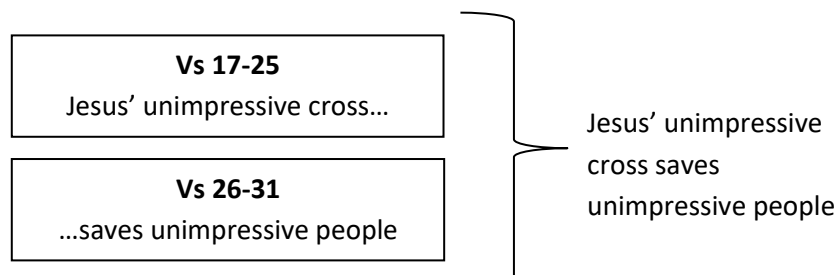 Vs 17-25
Jesus’ unimpressive cross…
Vs 26-31
…saves unimpressive people
Jesus’ unimpressive
cross saves
unimpressive people